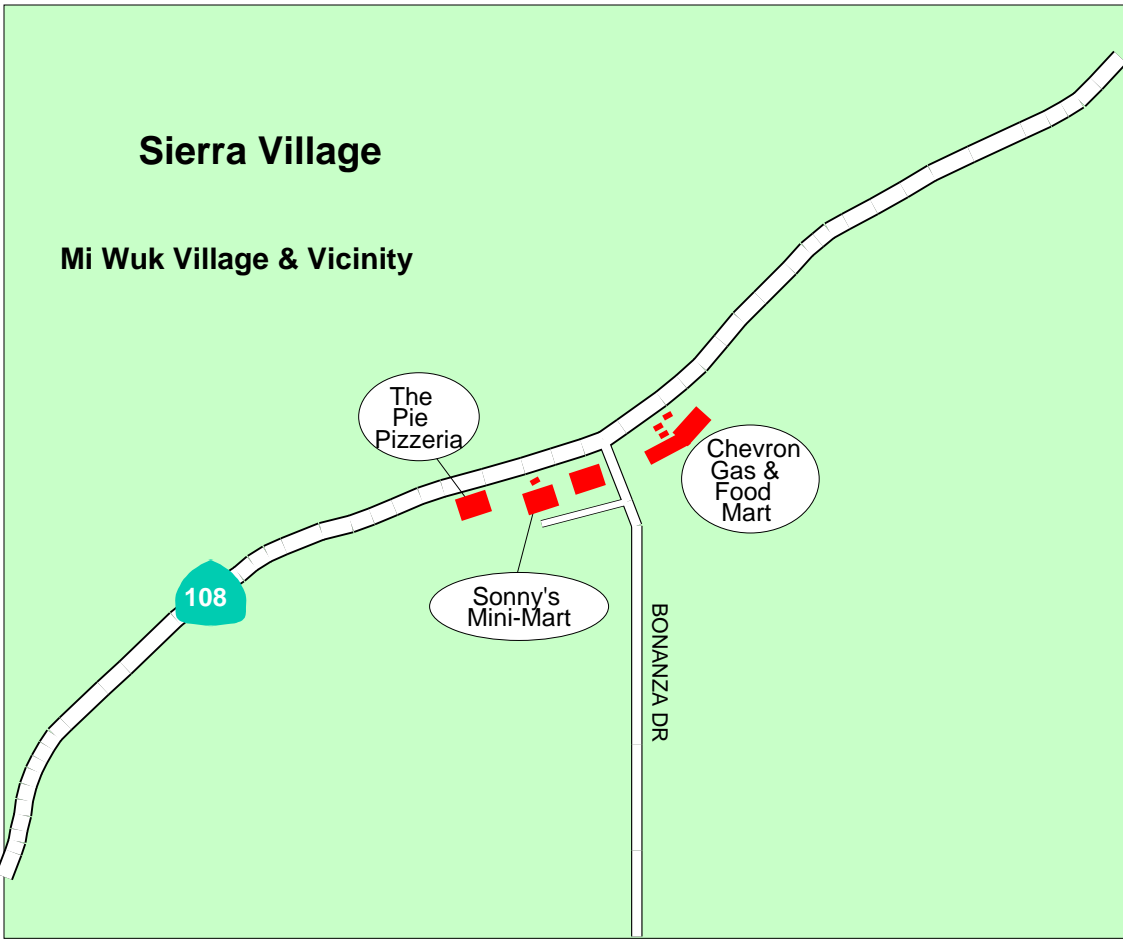 Sierra Village
Mi Wuk Village & Vicinity
The
Pie
Pizzeria
Chevron
Gas &
Food
Mart
Sonny's
Mini-Mart
108
BONANZA DR